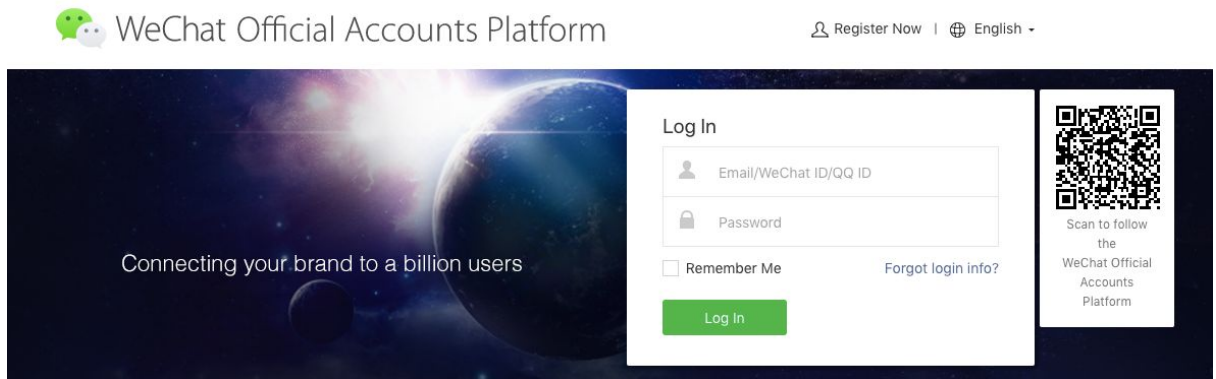 WeChat Official Accounts Platform
Register Now | English
Connecting your brand to a billion users
Log In
Email/WeChat ID/QQ ID
Password
Remember Me Forgot login info?
Log In
Scan to follow
the
WeChat Official
Accounts
Platform